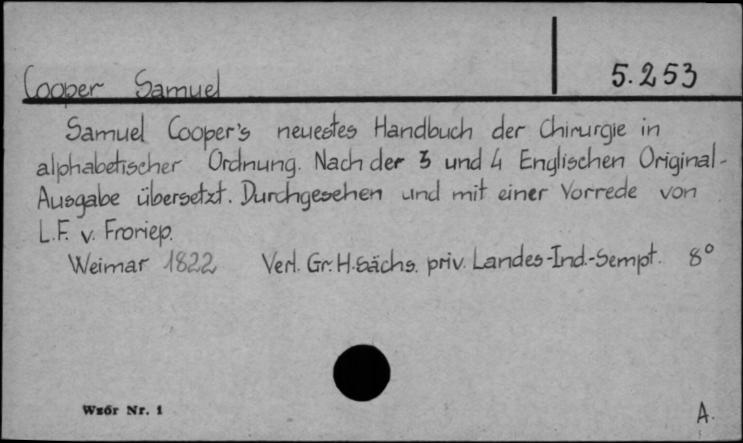 Cooper Samuel
5.253
Samuel Cooper's neuestes Handbuch der Chirurgie in
alphabetischer Ordnung. Nach der 3 und 4 Englischen Original-
Ausgabe übersetzt. Durchgesehen und mit einer Vorrede von
L.F. v. Froriep.
Weimar 1822 Verl. Gr. H. Sächs. priv. Landes-Ind.-Sempt. 8°
Wzór Nr. 1
A.